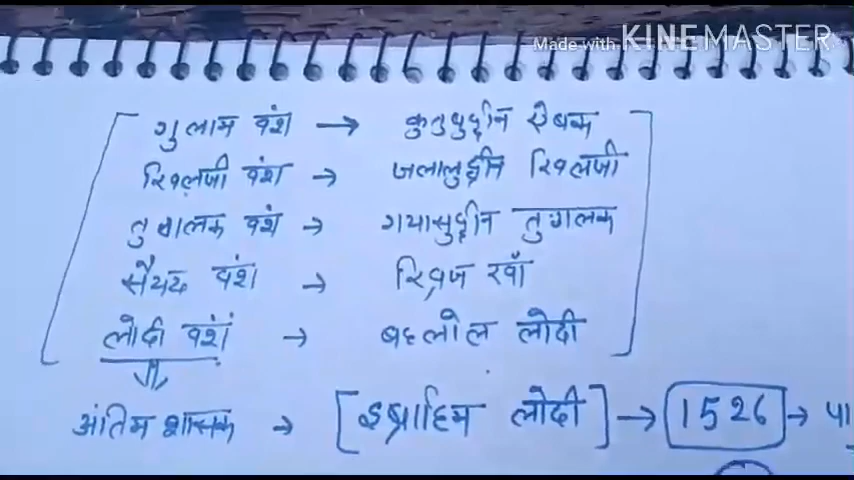 Made with KINEMASTER
गुलाम वंश → कुतुबुद्दीन ऐबक
खिलजी वंश → जलालुद्दीन खिलजी
तुगलक वंश → गयासुद्दीन तुगलक
सैयद वंश → खिज्र खाँ
लोदी वंश → बहलोल लोदी
अंतिम शासक → [इब्राहिम लोदी] → 1526 →